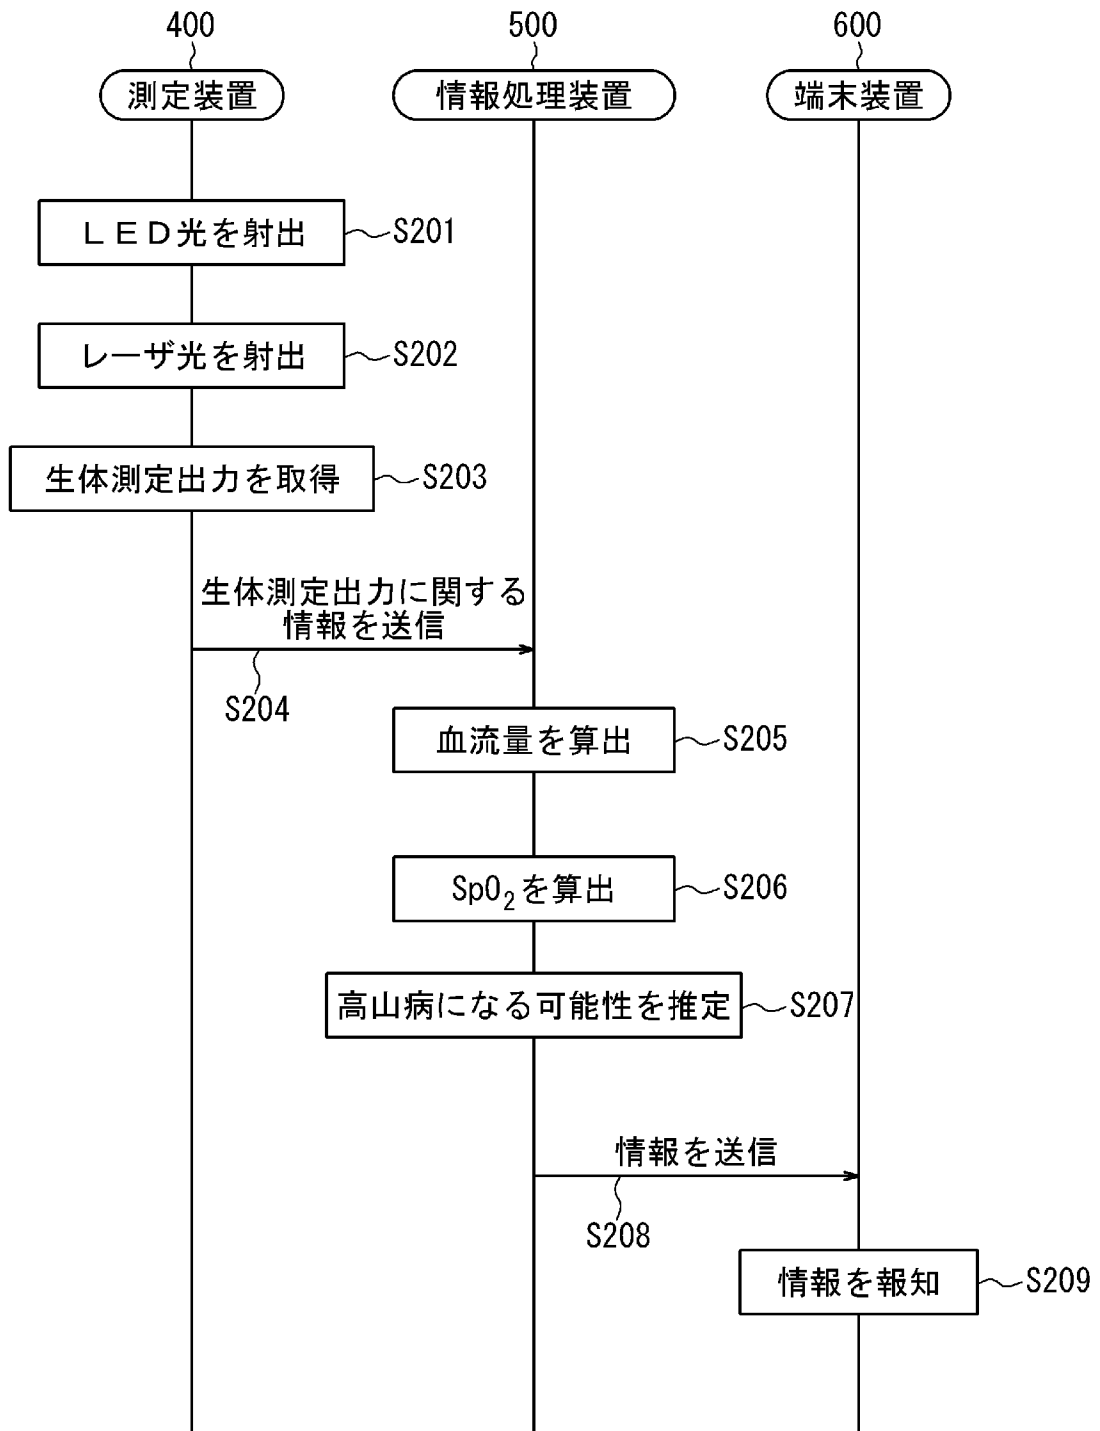 400
500
600
測定装置
情報処理装置
端末装置
ＬＥＤ光を射出
S201
レーザ光を射出
S202
生体測定出力を取得
S203
生体測定出力に関する
情報を送信
S204
血流量を算出
S205
SpO₂を算出
S206
高山病になる可能性を推定
S207
情報を送信
S208
情報を報知
S209